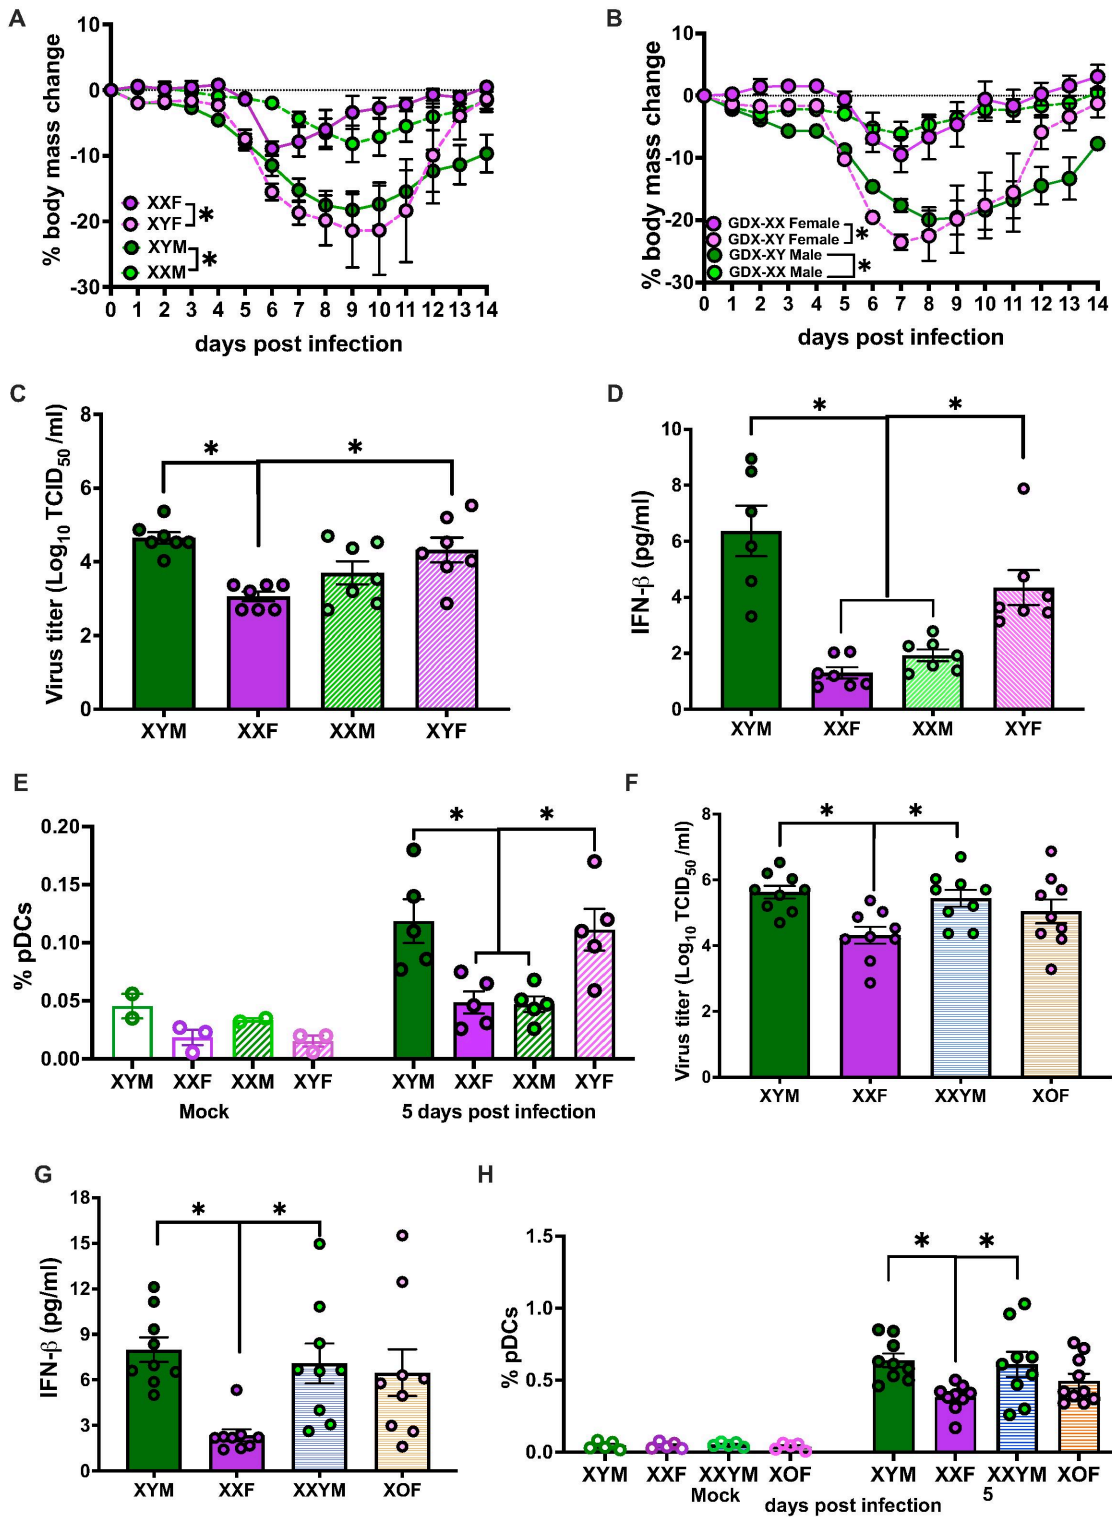 A
10
0
-10
-20
-30
% body mass change
XXF
XYF
XYM
XXM
*
*
0 1 2 3 4 5 6 7 8 9 10 11 12 13 14
days post infection
B
10
0
-10
-20
-30
% body mass change
GDX-XX Female
GDX-XY Female
GDX-XY Male
GDX-XX Male
*
*
0 1 2 3 4 5 6 7 8 9 10 11 12 13 14
days post infection
C
8
6
4
2
0
Virus titer (Log10 TCID50 /ml)
* *
XYM XXF XXM XYF
D
10
8
6
4
2
0
IFN-β (pg/ml)
* *
XYM XXF XXM XYF
E
0.20
0.15
0.10
0.05
0.00
% pDCs
* *
XYM XXF XXM XYF XYM XXF XXM XYF
Mock 5 days post infection
F
8
6
4
2
0
Virus titer (Log10 TCID50 /ml)
* *
XYM XXF XXYM XOF
G
18
15
12
9
6
3
0
IFN-β (pg/ml)
* *
XYM XXF XXYM XOF
H
1.5
1.0
0.5
0.0
% pDCs
* *
XYM XXF XXYM XOF XYM XXF XXYM XOF
Mock 5
days post infection